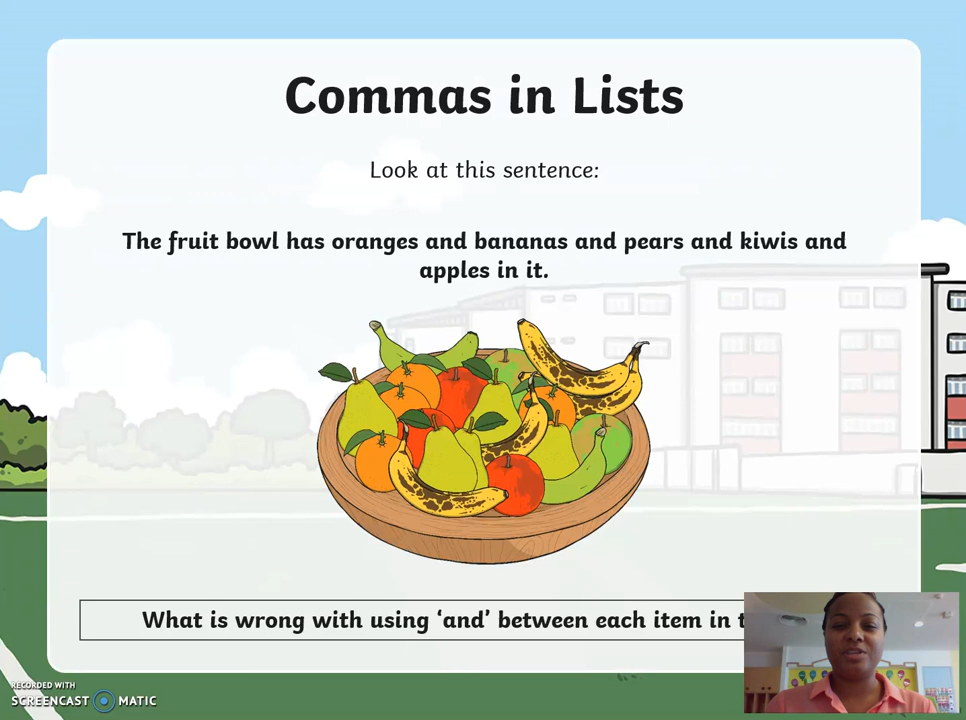 Commas in Lists
Look at this sentence:
The fruit bowl has oranges and bananas and pears and kiwis and
apples in it.
What is wrong with using ‘and’ between each item in
RECORDED WITH
SCREENCAST MATIC